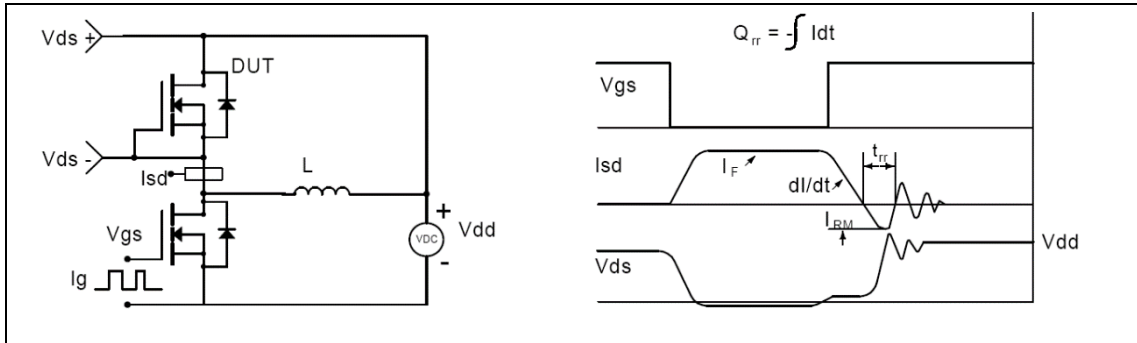 Vds +
DUT
Vds -
Isd
L
Vgs
Ig
+
VDC
-
Vdd
Q rr = -∫ Idt
Vgs
Isd
I F
dI/dt
t rr
I RM
Vds
Vdd